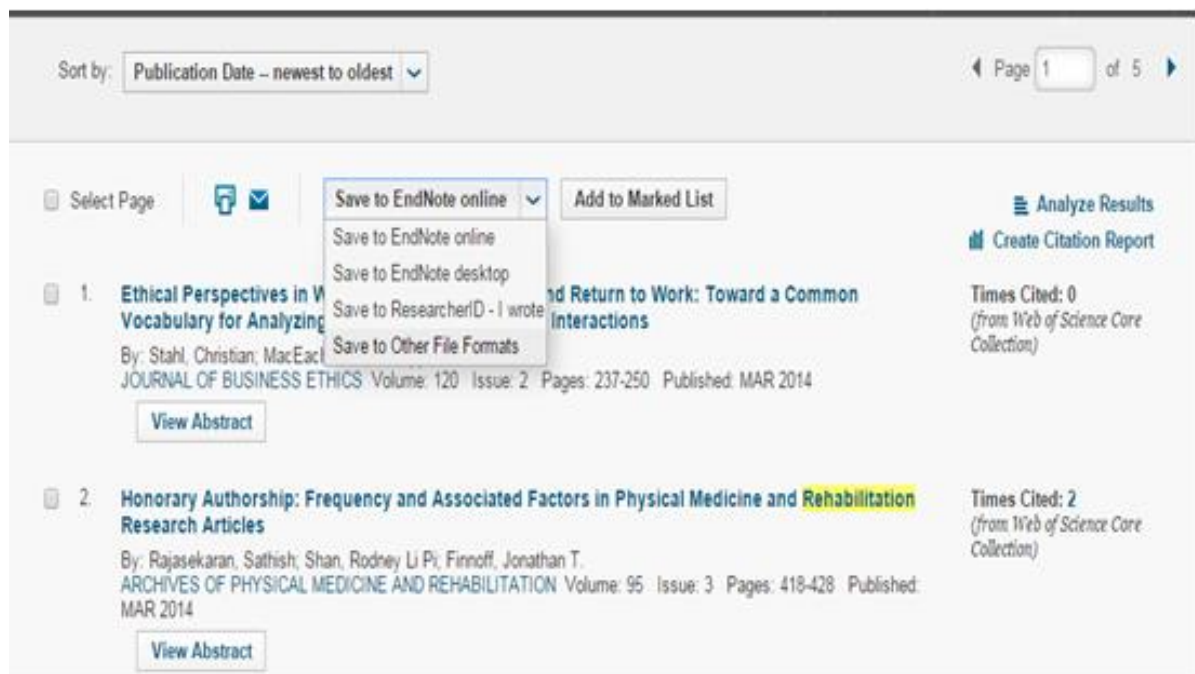 Sort by: Publication Date – newest to oldest
Page 1 of 5
Select Page
Save to EndNote online
Add to Marked List
Save to EndNote online
Save to EndNote desktop
Save to ResearcherID - I wrote
Save to Other File Formats
Analyze Results
Create Citation Report
1. Ethical Perspectives in W nd Return to Work: Toward a Common
Vocabulary for Analyzing Interactions
By: Stahl, Christian; MacEach
JOURNAL OF BUSINESS ETHICS Volume: 120 Issue: 2 Pages: 237-250 Published: MAR 2014
View Abstract
Times Cited: 0
(from Web of Science Core
Collection)
2. Honorary Authorship: Frequency and Associated Factors in Physical Medicine and Rehabilitation
Research Articles
By: Rajasekaran, Sathish; Shan, Rodney Li Pi; Finnoff, Jonathan T.
ARCHIVES OF PHYSICAL MEDICINE AND REHABILITATION Volume: 95 Issue: 3 Pages: 418-428 Published:
MAR 2014
View Abstract
Times Cited: 2
(from Web of Science Core
Collection)